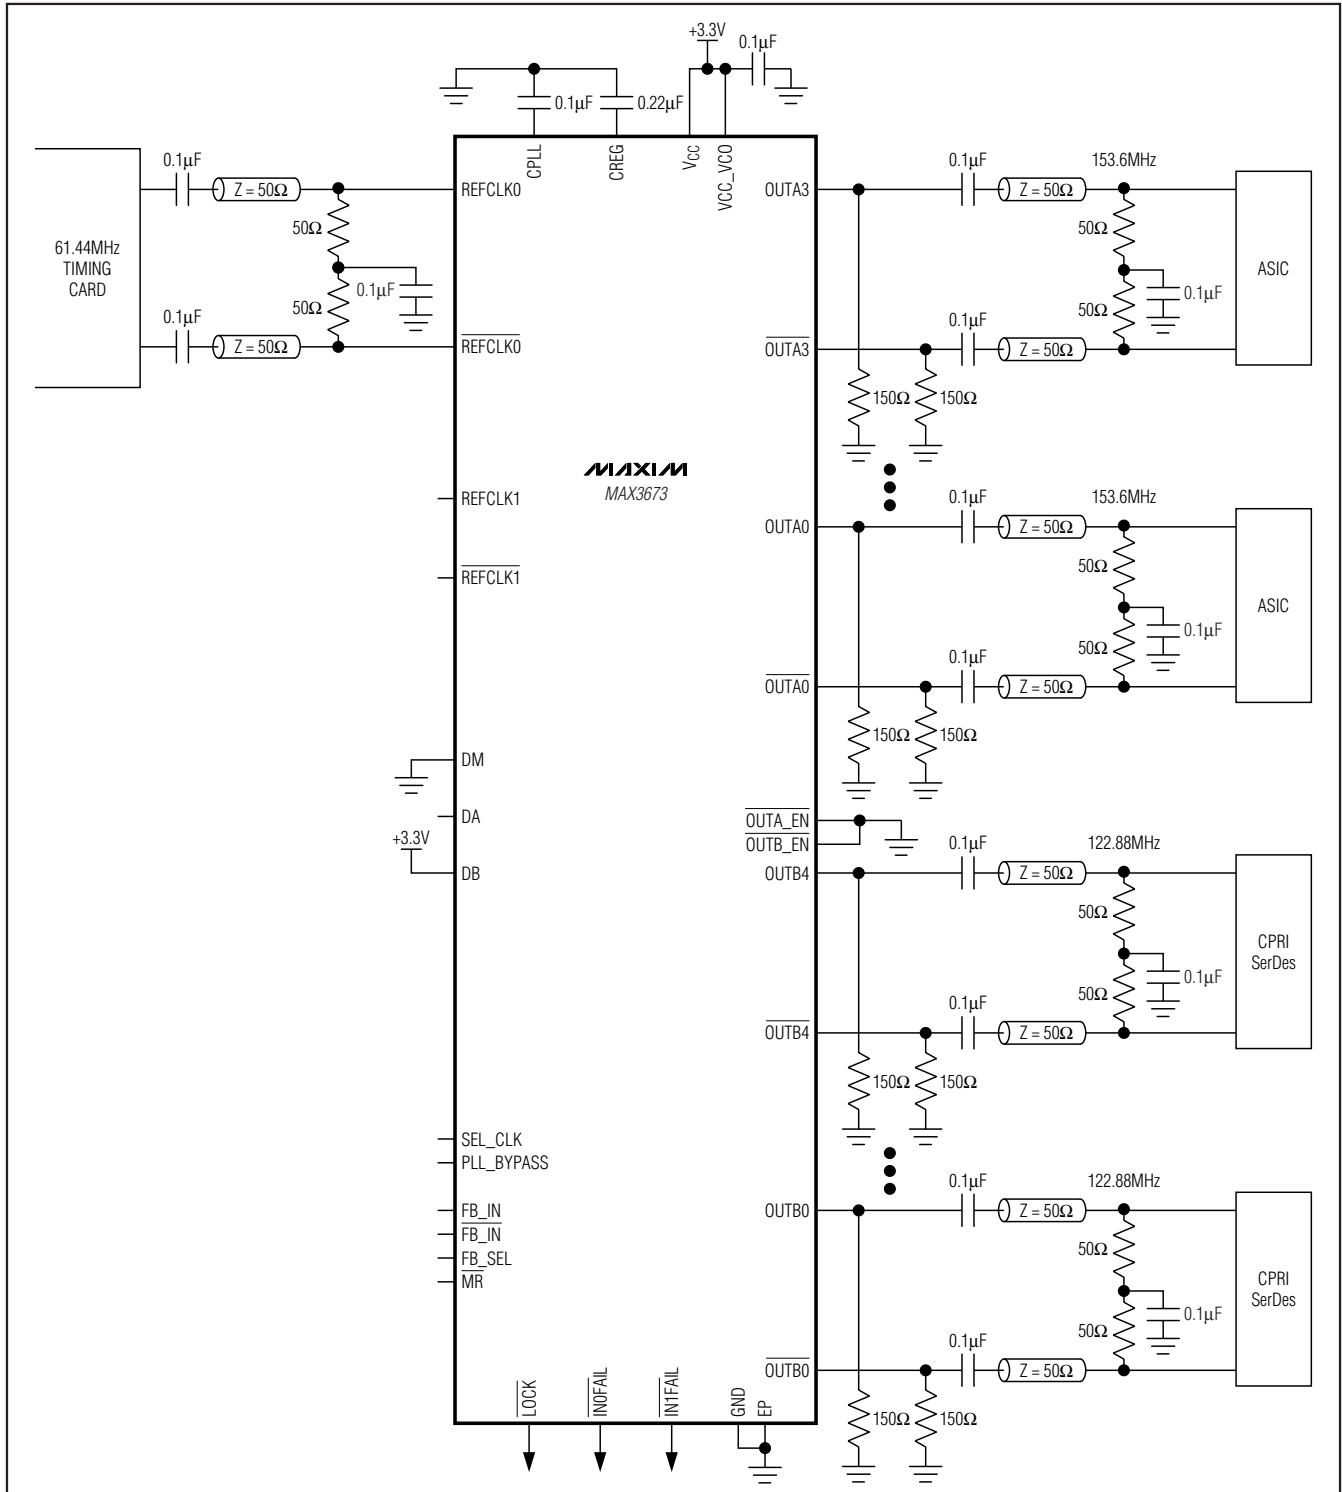 +3.3V
0.1µF
0.1µF
0.22µF
CPLL
CREG
VCC
VCC_VCO
61.44MHz
TIMING
CARD
0.1µF
Z = 50Ω
REFCLK0
50Ω
0.1µF
50Ω
0.1µF
Z = 50Ω
REFCLK0
REFCLK1
REFCLK1
DM
DA
+3.3V
DB
SEL_CLK
PLL_BYPASS
FB_IN
FB_IN
FB_SEL
MR
MAXIM
MAX3673
LOCK
IN0FAIL
IN1FAIL
GND
EP
OUTA3
0.1µF
Z = 50Ω
153.6MHz
50Ω
0.1µF
50Ω
ASIC
OUTA3
0.1µF
Z = 50Ω
150Ω
150Ω
OUTA0
0.1µF
Z = 50Ω
153.6MHz
50Ω
0.1µF
50Ω
ASIC
OUTA0
0.1µF
Z = 50Ω
150Ω
150Ω
OUTA_EN
OUTB_EN
OUTB4
0.1µF
Z = 50Ω
122.88MHz
50Ω
0.1µF
50Ω
CPRI
SerDes
OUTB4
0.1µF
Z = 50Ω
150Ω
150Ω
OUTB0
0.1µF
Z = 50Ω
122.88MHz
50Ω
0.1µF
50Ω
CPRI
SerDes
OUTB0
0.1µF
Z = 50Ω
150Ω
150Ω